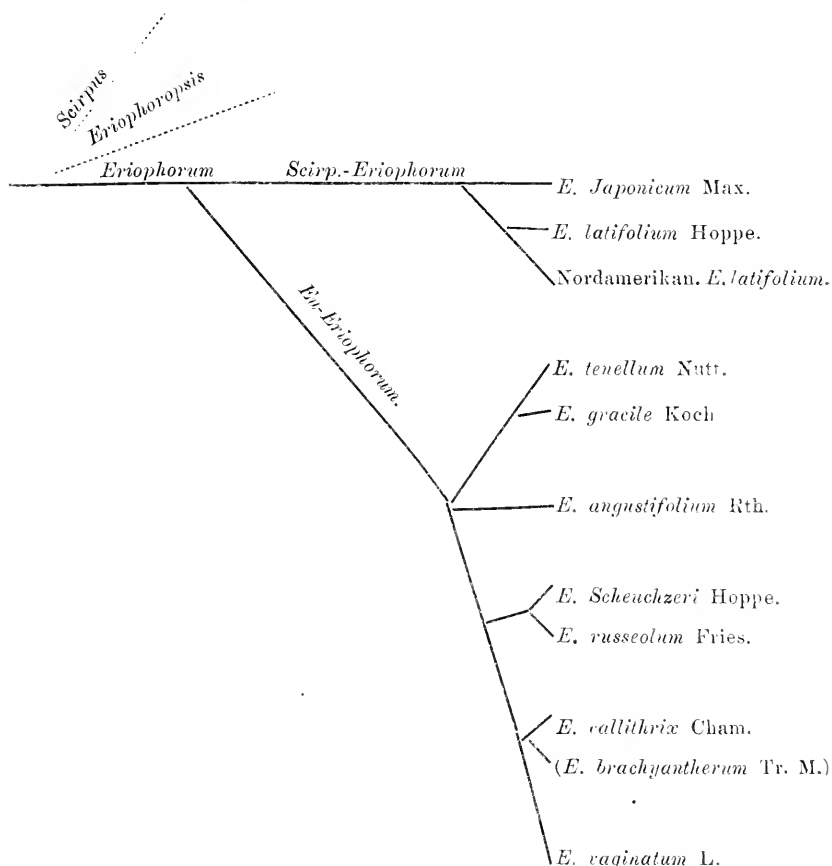 Scirpus
Eriophoropsis
Eriophorum Scirp.-Eriophorum
E. Japonicum Max.
E. latifolium Hoppe.
Nordamerikan. E. latifolium.
Eu-Eriophorum.
E. tenellum Nutt.
E. gracile Koch
E. angustifolium Rth.
E. Scheuchzeri Hoppe.
E. russeolum Fries.
E. callithrix Cham.
(E. brachyantherum Tr. M.)
E. vaginatum L.